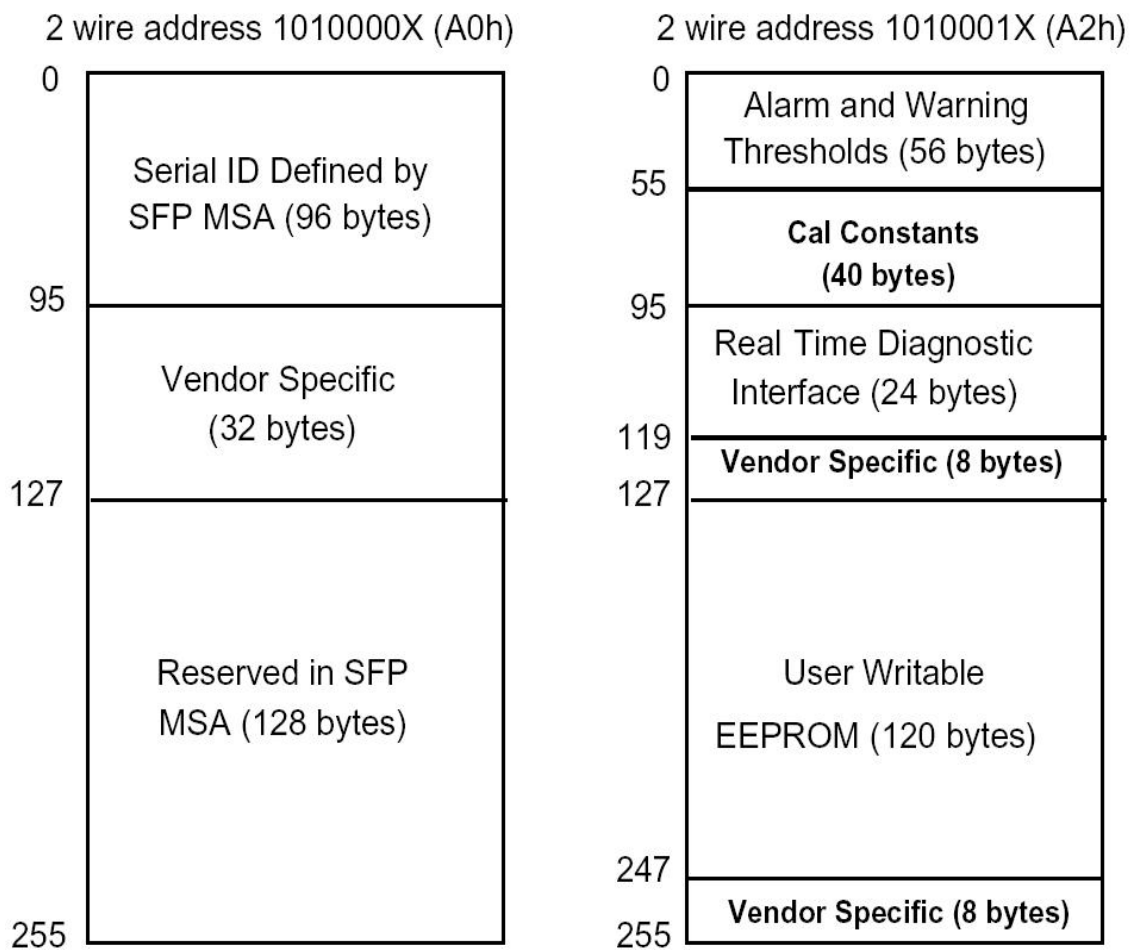 2 wire address 1010000X (A0h)
0
Serial ID Defined by
SFP MSA (96 bytes)
95
Vendor Specific
(32 bytes)
127
Reserved in SFP
MSA (128 bytes)
255
2 wire address 1010001X (A2h)
0
Alarm and Warning
Thresholds (56 bytes)
55
Cal Constants
(40 bytes)
95
Real Time Diagnostic
Interface (24 bytes)
119
Vendor Specific (8 bytes)
127
User Writable
EEPROM (120 bytes)
247
Vendor Specific (8 bytes)
255